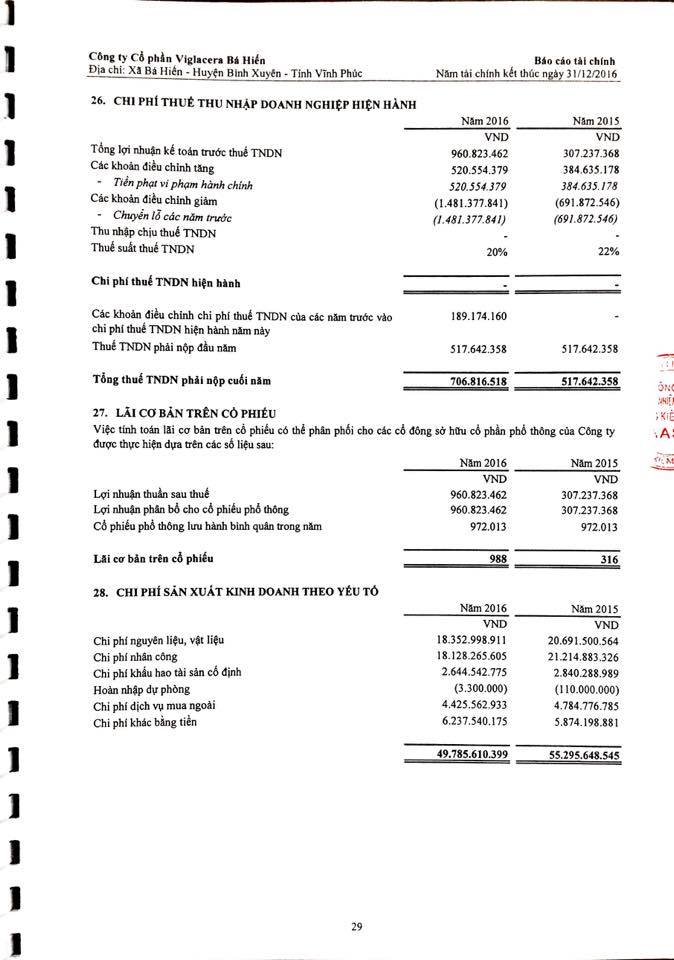 Công ty Cổ phần Viglacera Bá Hiến Báo cáo tài chính
Địa chỉ: Xã Bá Hiến - Huyện Bình Xuyên - Tỉnh Vĩnh Phúc Năm tài chính kết thúc ngày 31/12/2016
26. CHI PHÍ THUẾ THU NHẬP DOANH NGHIỆP HIỆN HÀNH
Năm 2016 Năm 2015
VND VND
Tổng lợi nhuận kế toán trước thuế TNDN 960.823.462 307.237.368
Các khoản điều chỉnh tăng 520.554.379 384.635.178
- Tiền phạt vi phạm hành chính 520.554.379 384.635.178
Các khoản điều chỉnh giảm (1.481.377.841) (691.872.546)
- Chuyển lỗ các năm trước (1.481.377.841) (691.872.546)
Thu nhập chịu thuế TNDN - -
Thuế suất thuế TNDN 20% 22%
Chi phí thuế TNDN hiện hành - -
Các khoản điều chỉnh chi phí thuế TNDN của các năm trước vào 189.174.160 -
chi phí thuế TNDN hiện hành năm này
Thuế TNDN phải nộp đầu năm 517.642.358 517.642.358
Tổng thuế TNDN phải nộp cuối năm 706.816.518 517.642.358
27. LÃI CƠ BẢN TRÊN CỔ PHIẾU
Việc tính toán lãi cơ bản trên cổ phiếu có thể phân phối cho các cổ đông sở hữu cổ phần phổ thông của Công ty
được thực hiện dựa trên các số liệu sau:
Năm 2016 Năm 2015
VND VND
Lợi nhuận thuần sau thuế 960.823.462 307.237.368
Lợi nhuận phân bổ cho cổ phiếu phổ thông 960.823.462 307.237.368
Cổ phiếu phổ thông lưu hành bình quân trong năm 972.013 972.013
Lãi cơ bản trên cổ phiếu 988 316
28. CHI PHÍ SẢN XUẤT KINH DOANH THEO YẾU TỐ
Năm 2016 Năm 2015
VND VND
Chi phí nguyên liệu, vật liệu 18.352.998.911 20.691.500.564
Chi phí nhân công 18.128.265.605 21.214.883.326
Chi phí khấu hao tài sản cố định 2.644.542.775 2.840.288.989
Hoàn nhập dự phòng (3.300.000) (110.000.000)
Chi phí dịch vụ mua ngoài 4.425.562.933 4.784.776.785
Chi phí khác bằng tiền 6.237.540.175 5.874.198.881
49.785.610.399 55.295.648.545
29